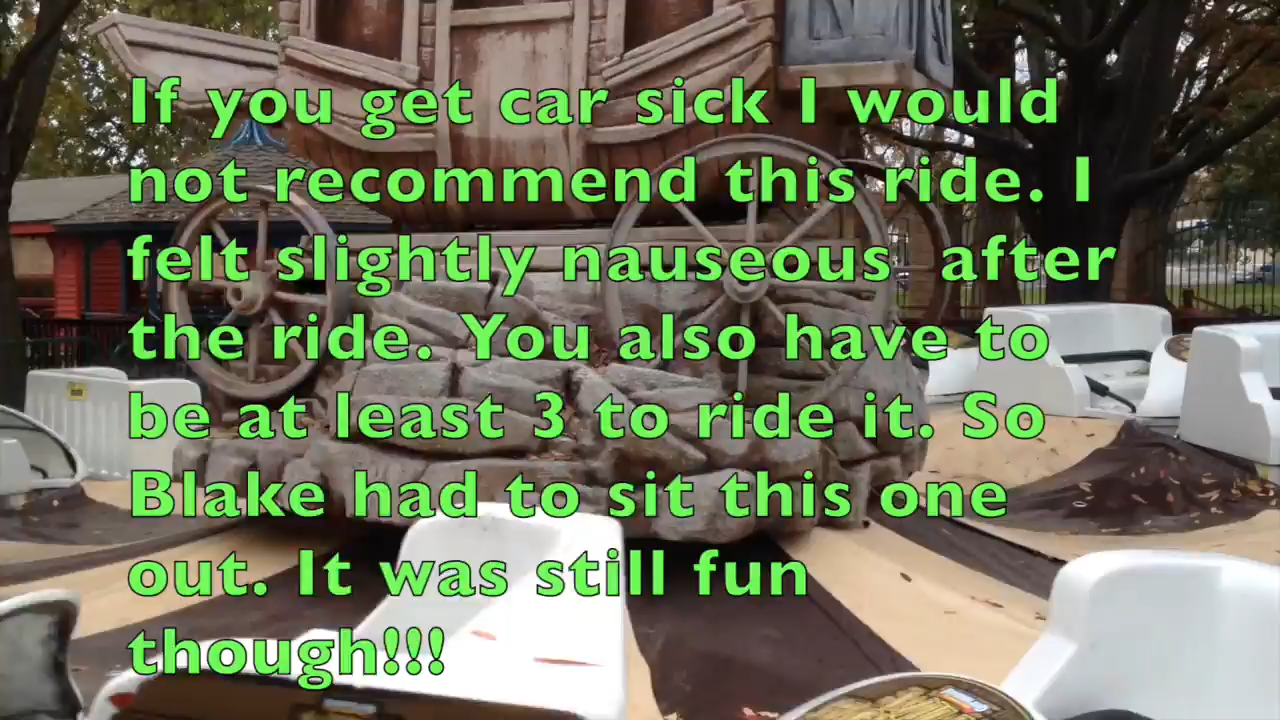 If you get car sick I would
not recommend this ride. I
felt slightly nauseous  after
the ride. You also have to
be at least 3 to ride it. So
Blake had to sit this one
out. It was still fun
though!!!